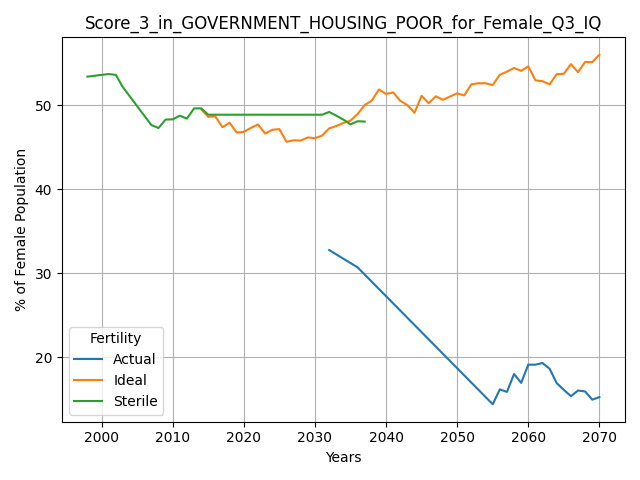 Score_3_in_GOVERNMENT_HOUSING_POOR_for_Female_Q3_IQ
% of Female Population
50
40
30
20
Fertility
Actual
Ideal
Sterile
2000 2010 2020 2030 2040 2050 2060 2070
Years